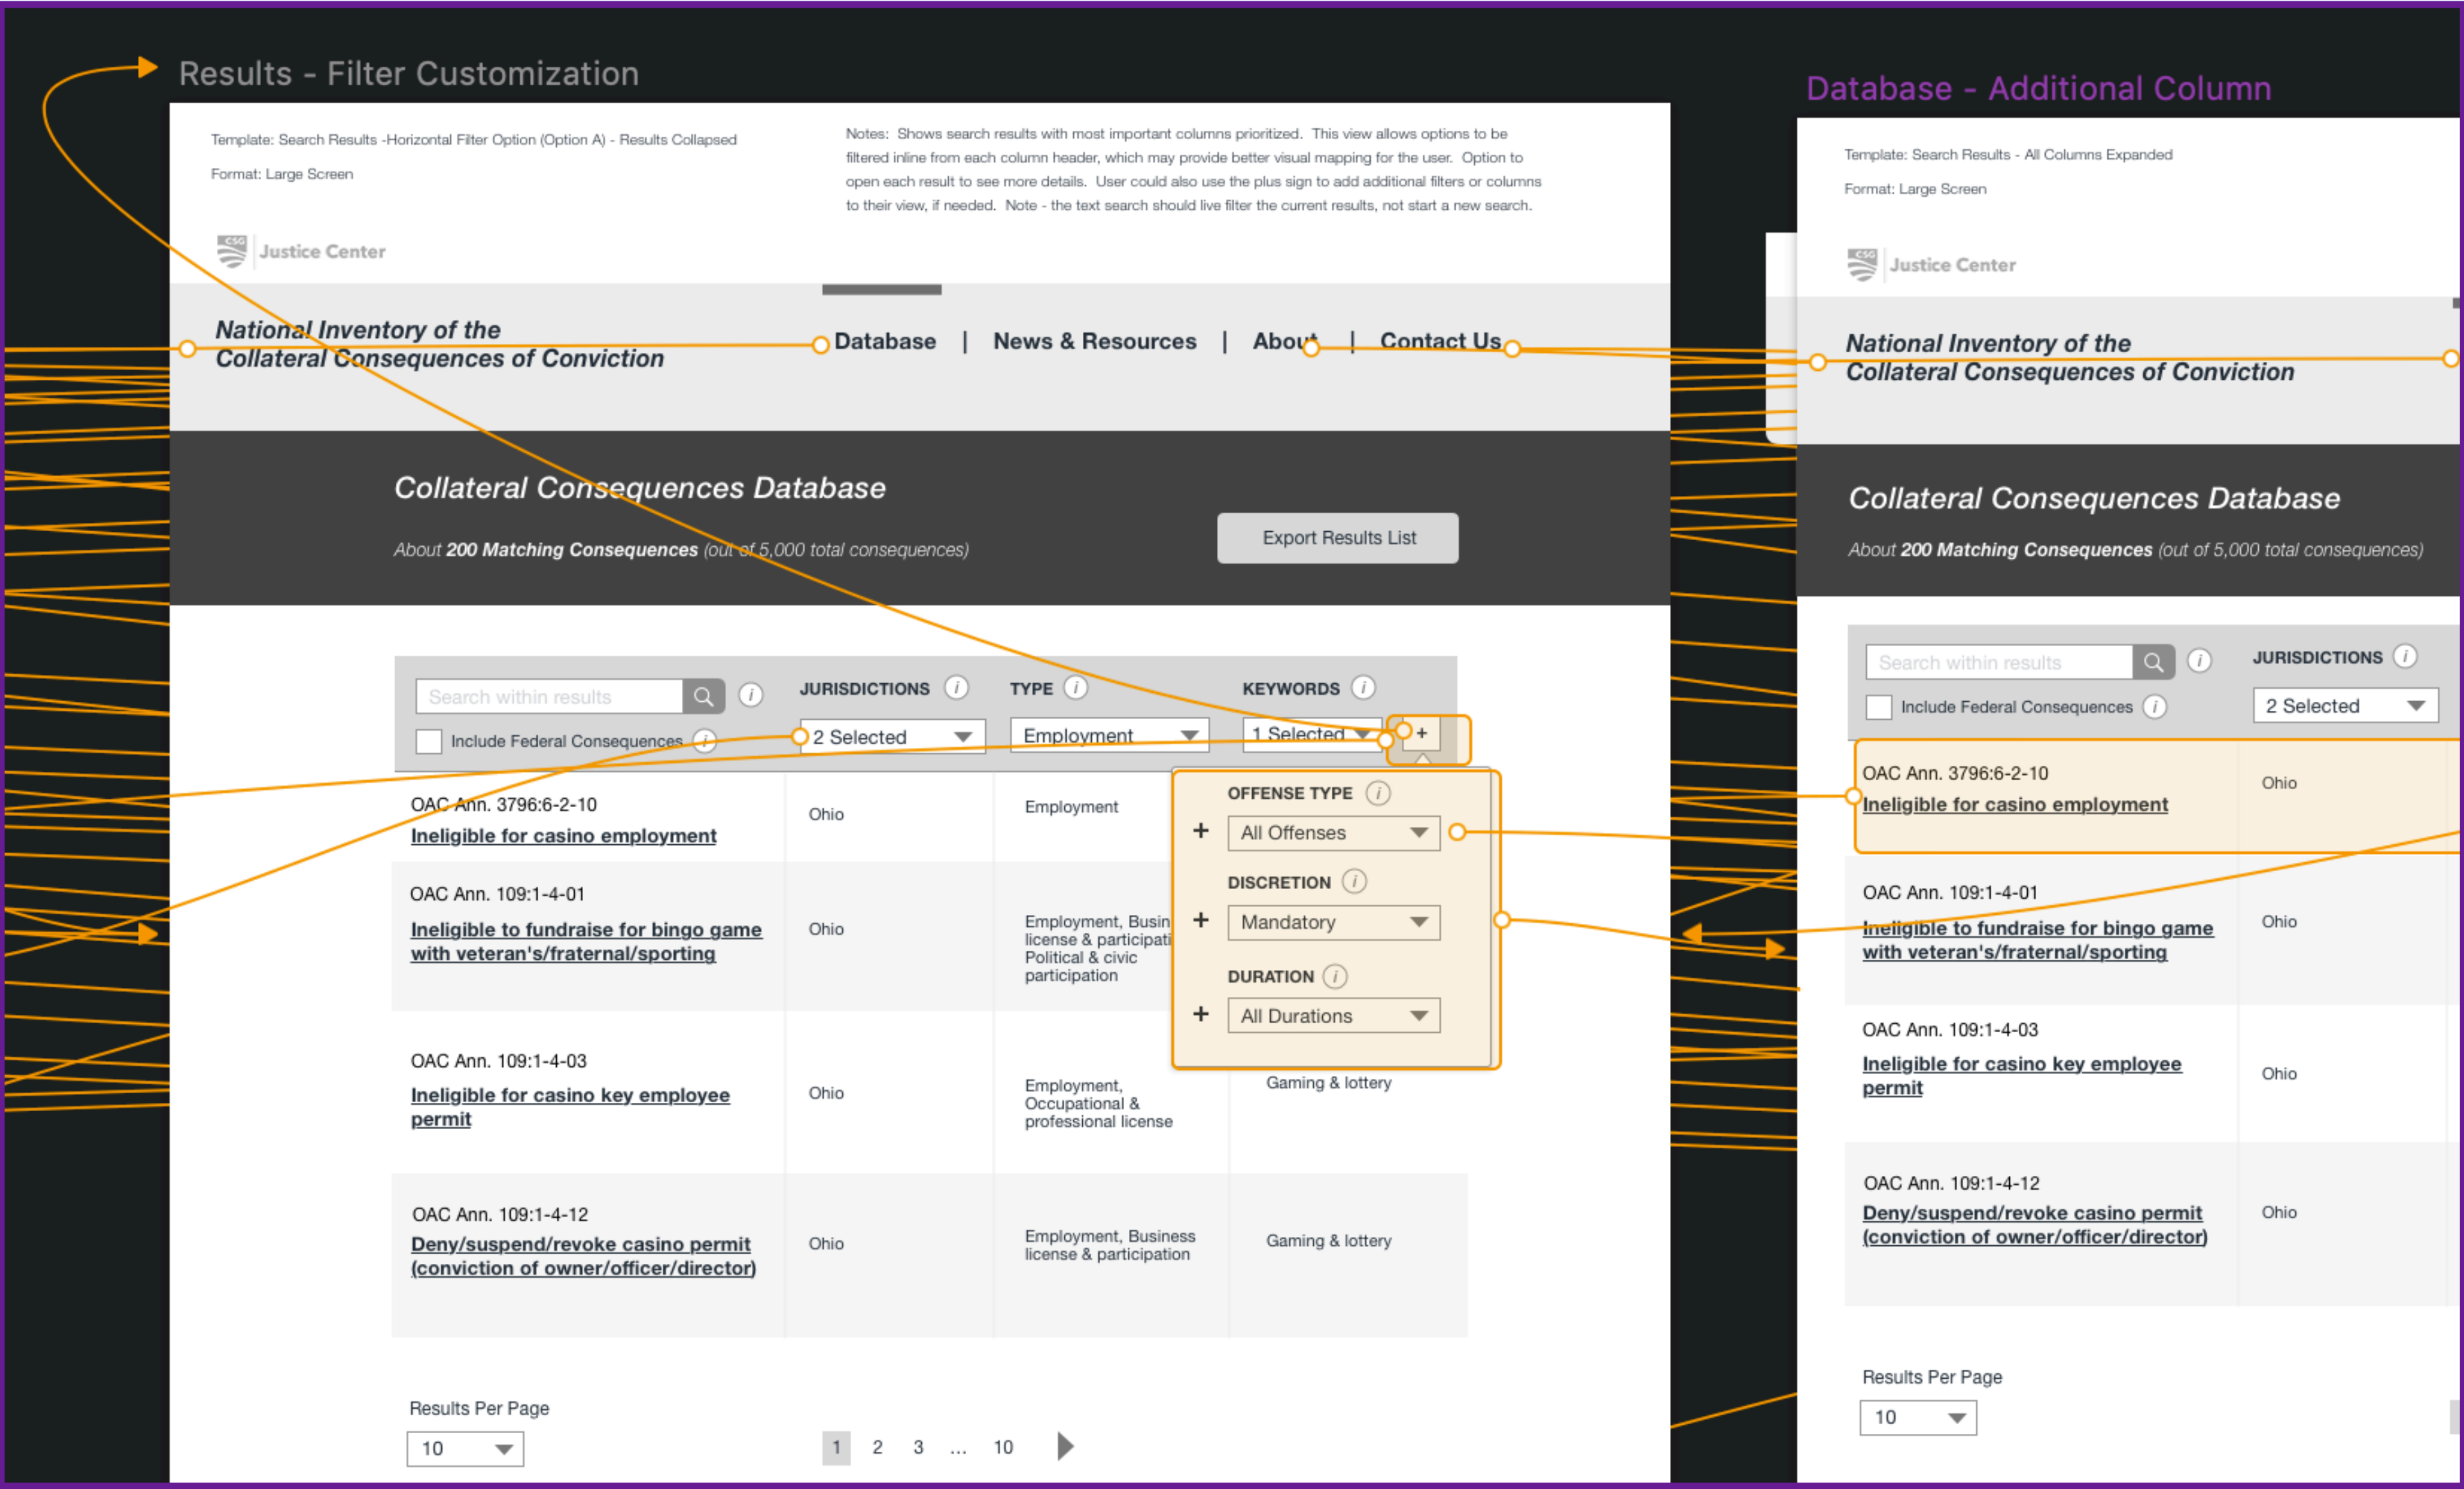 Results - Filter Customization
Template: Search Results -Horizontal Filter Option (Option A) - Results Collapsed
Format: Large Screen
Notes: Shows search results with most important columns prioritized. This view allows options to be
filtered inline from each column header, which may provide better visual mapping for the user. Option to
open each result to see more details. User could also use the plus sign to add additional filters or columns
to their view, if needed. Note - the text search should live filter the current results, not start a new search.
CSG Justice Center
National Inventory of the
Collateral Consequences of Conviction
Database | News & Resources | About | Contact Us
Collateral Consequences Database
About 200 Matching Consequences (out of 5,000 total consequences)
Export Results List
Search within results i
Include Federal Consequences i
JURISDICTIONS i
2 Selected
TYPE i
Employment
KEYWORDS i
1 Selected
+
OFFENSE TYPE i
+ All Offenses
DISCRETION i
+ Mandatory
DURATION i
+ All Durations
OAC Ann. 3796:6-2-10
Ineligible for casino employment
Ohio
Employment
OAC Ann. 109:1-4-01
Ineligible to fundraise for bingo game
with veteran's/fraternal/sporting
Ohio
Employment, Busin
license & participati
Political & civic
participation
OAC Ann. 109:1-4-03
Ineligible for casino key employee
permit
Ohio
Employment,
Occupational &
professional license
Gaming & lottery
OAC Ann. 109:1-4-12
Deny/suspend/revoke casino permit
(conviction of owner/officer/director)
Ohio
Employment, Business
license & participation
Gaming & lottery
Results Per Page
10
1 2 3 ... 10
Database - Additional Column
Template: Search Results - All Columns Expanded
Format: Large Screen
CSG Justice Center
National Inventory of the
Collateral Consequences of Conviction
Collateral Consequences Database
About 200 Matching Consequences (out of 5,000 total consequences)
Search within results i
Include Federal Consequences i
JURISDICTIONS i
2 Selected
OAC Ann. 3796:6-2-10
Ineligible for casino employment
Ohio
OAC Ann. 109:1-4-01
Ineligible to fundraise for bingo game
with veteran's/fraternal/sporting
Ohio
OAC Ann. 109:1-4-03
Ineligible for casino key employee
permit
Ohio
OAC Ann. 109:1-4-12
Deny/suspend/revoke casino permit
(conviction of owner/officer/director)
Ohio
Results Per Page
10